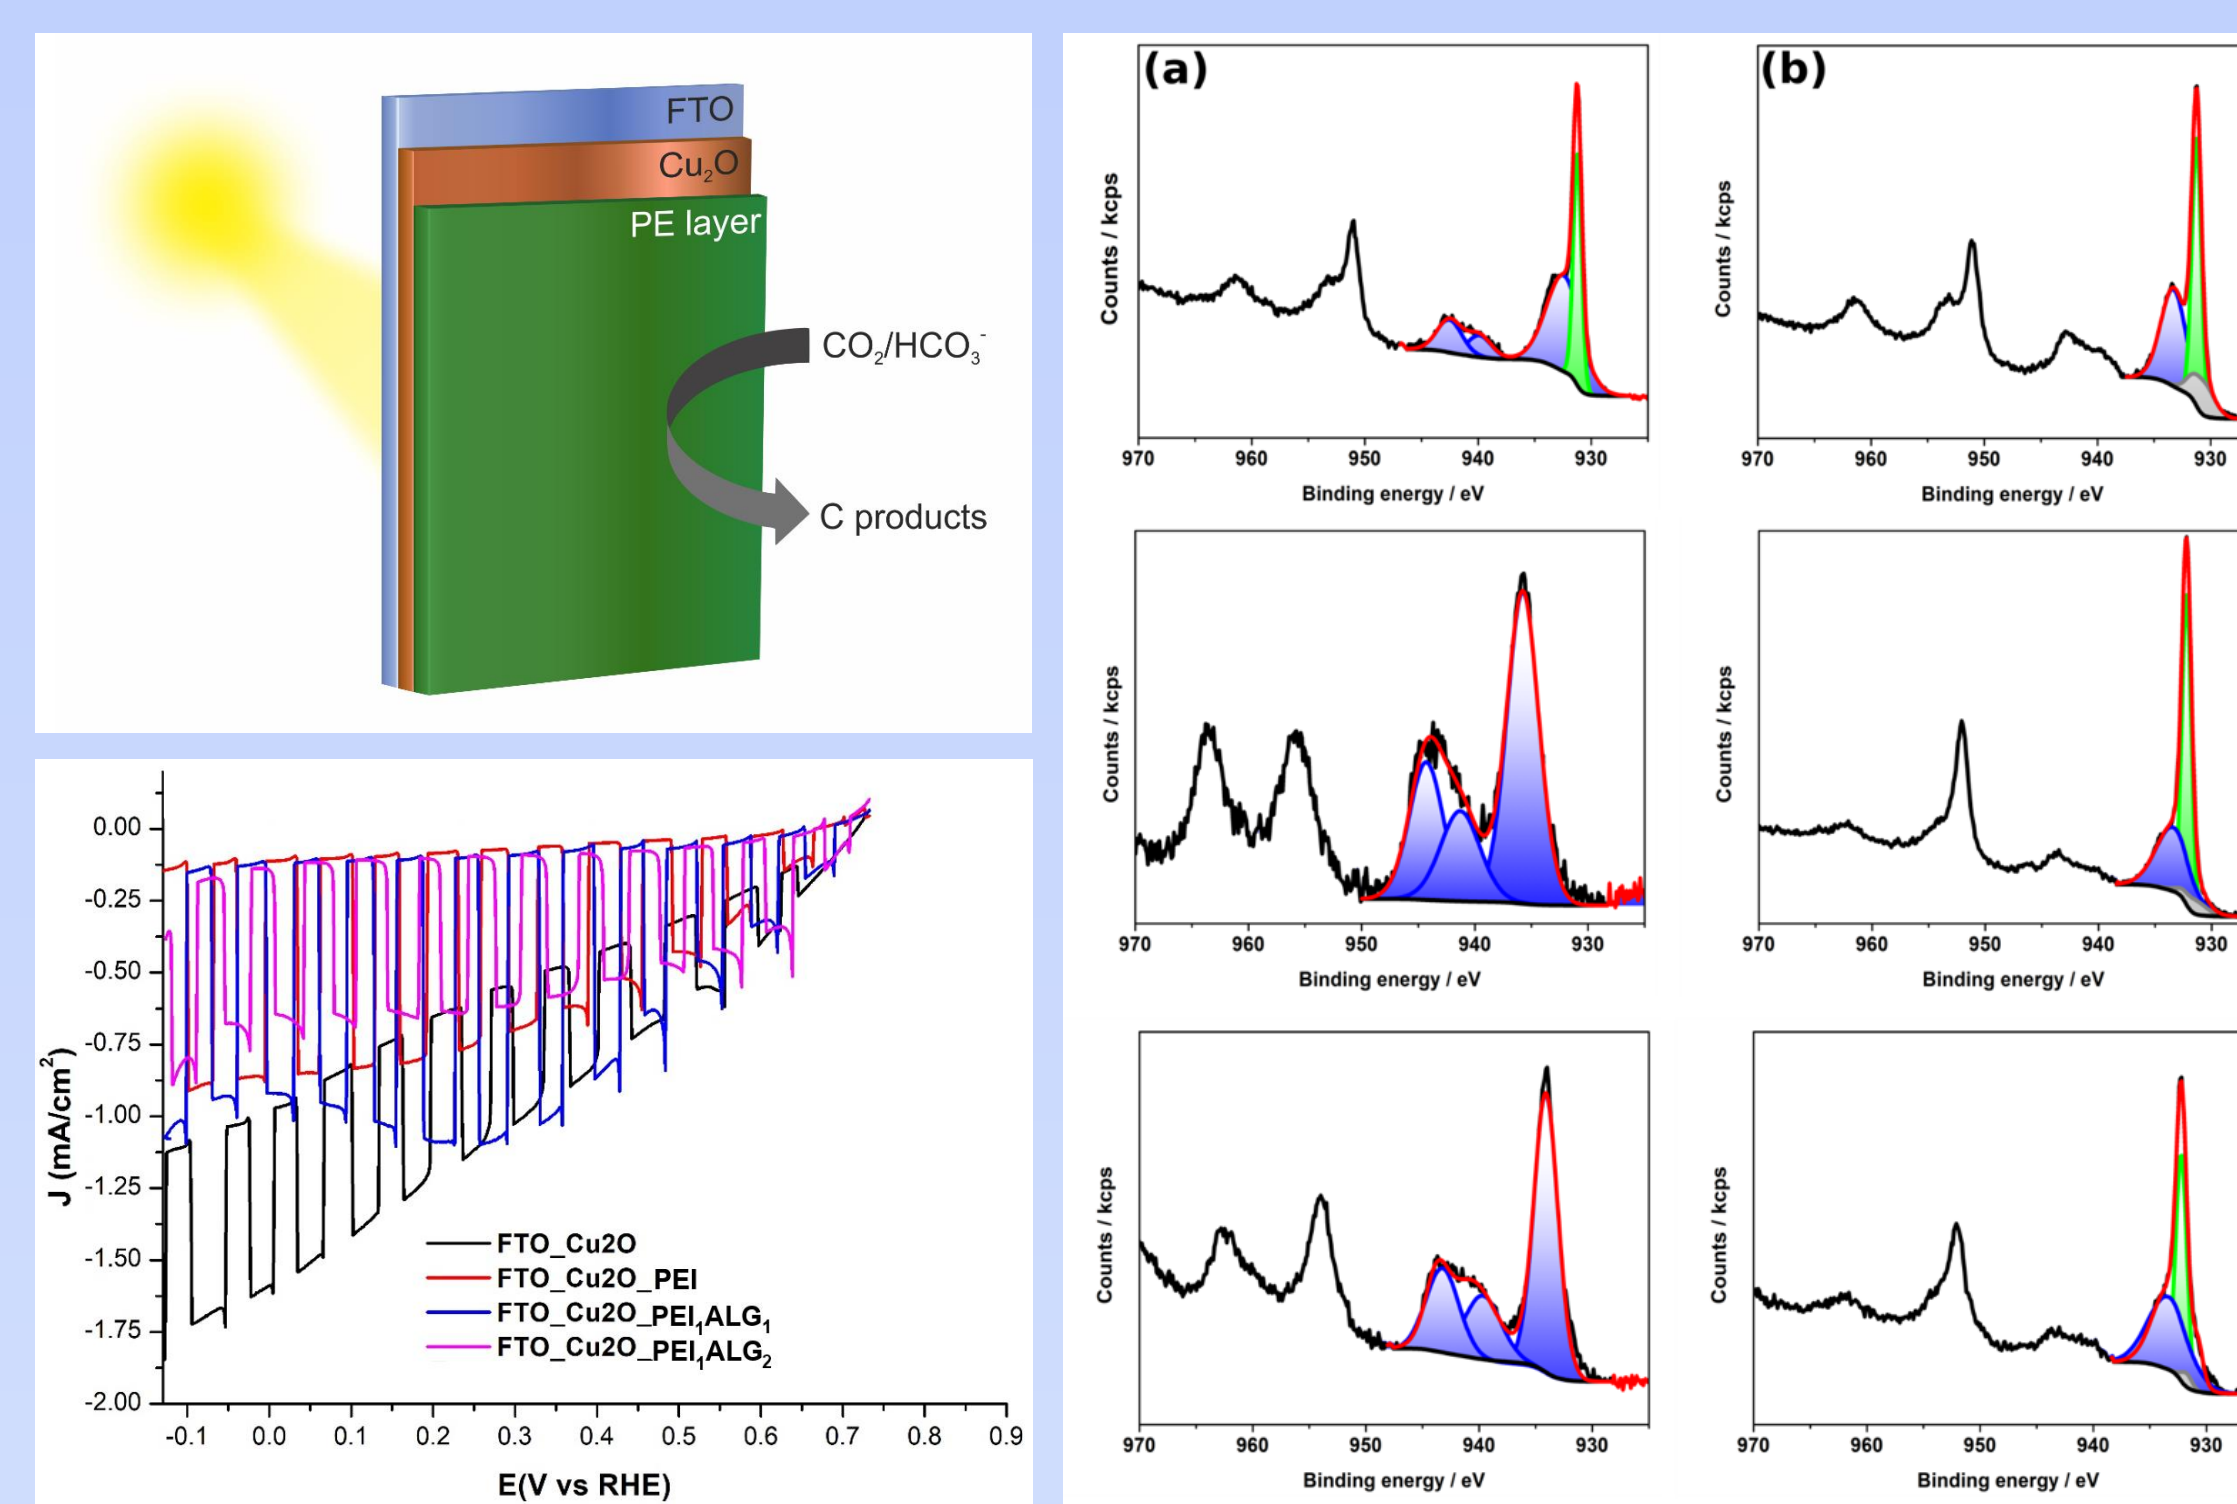 FTO
Cu₂O
PE layer
CO₂/HCO₃⁻
C products
0.00
-0.25
-0.50
-0.75
-1.00
-1.25
-1.50
-1.75
-2.00
J (mA/cm²)
FTO_Cu2O
FTO_Cu2O_PEI
FTO_Cu2O_PEI₁ALG₁
FTO_Cu2O_PEI₁ALG₂
-0.1 0.0 0.1 0.2 0.3 0.4 0.5 0.6 0.7 0.8 0.9
E(V vs RHE)
(a)
Counts / kcps
970 960 950 940 930
Binding energy / eV
(b)
Counts / kcps
970 960 950 940 930
Binding energy / eV
Counts / kcps
970 960 950 940 930
Binding energy / eV
Counts / kcps
970 960 950 940 930
Binding energy / eV
Counts / kcps
970 960 950 940 930
Binding energy / eV
Counts / kcps
970 960 950 940 930
Binding energy / eV